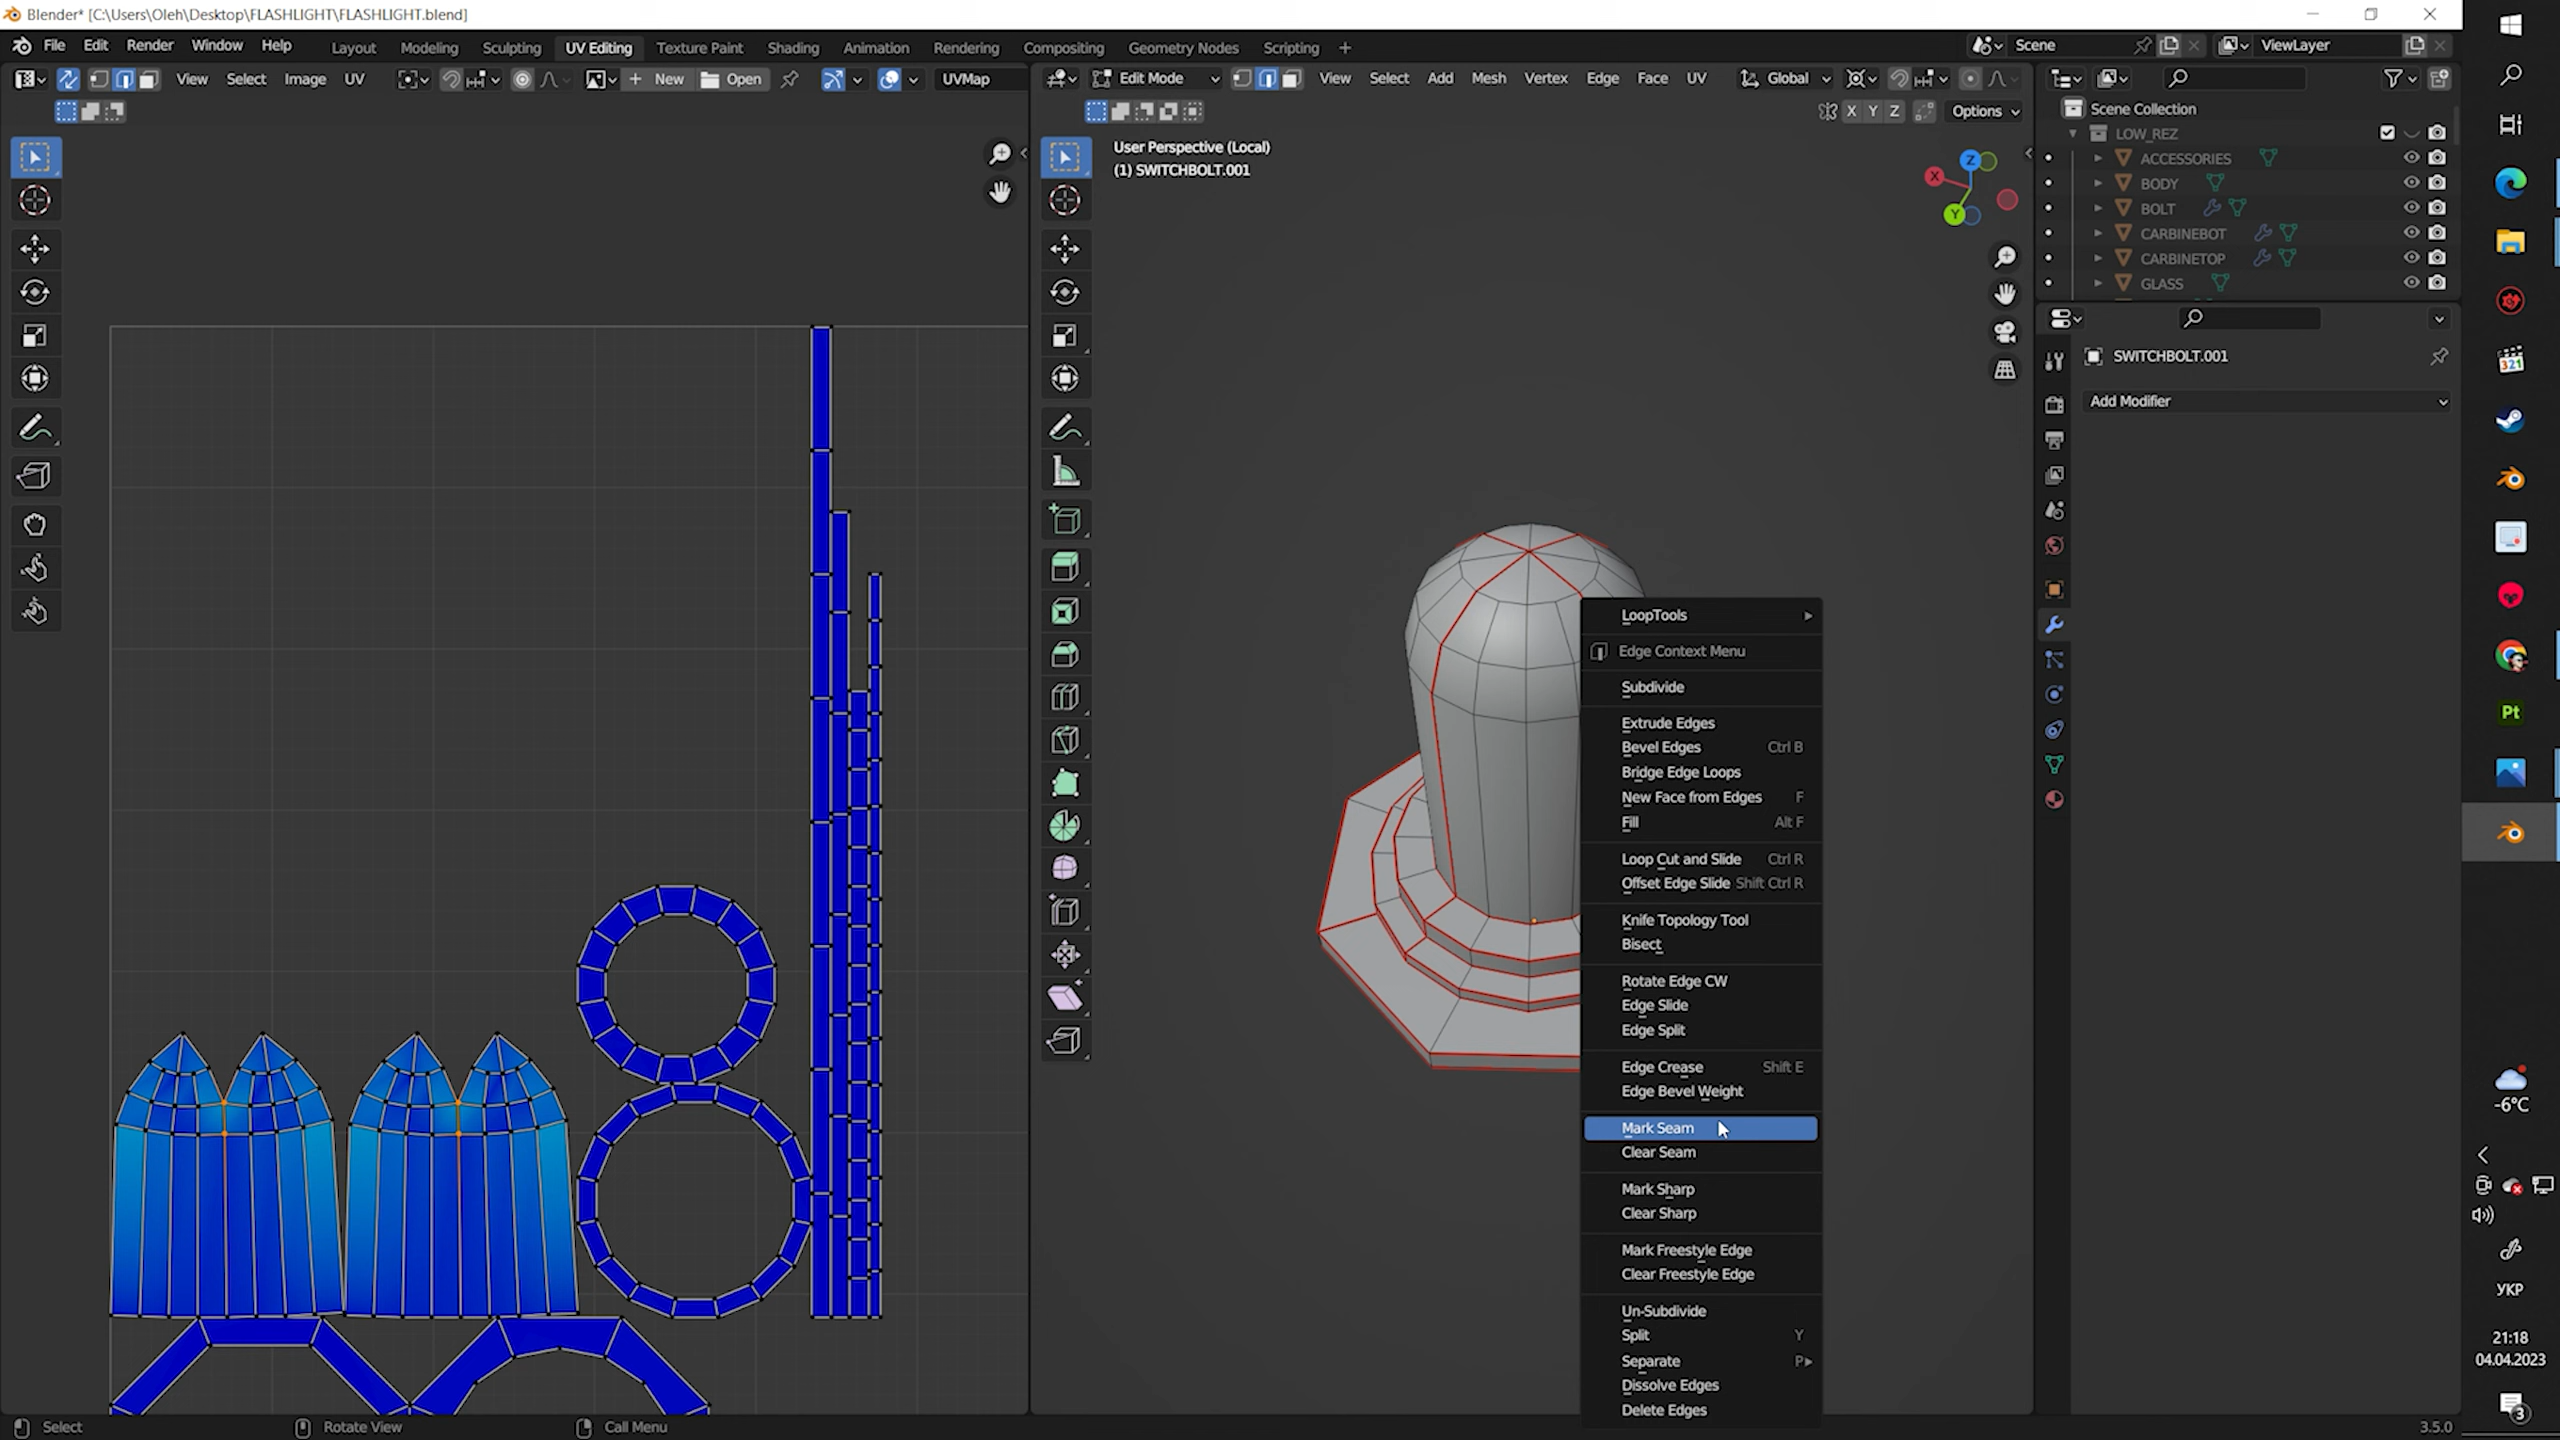 Blender* [C:\Users\Oleh\Desktop\FLASHLIGHT\FLASHLIGHT.blend]
File Edit Render Window Help Layout Modeling Sculpting UV Editing Texture Paint Shading Animation Rendering Compositing Geometry Nodes Scripting + Scene ViewLayer
View Select Image UV New Open UVMap Edit Mode View Select Add Mesh Vertex Edge Face UV Global
X Y Z Options
Scene Collection
LOW_REZ
ACCESSORIES
BODY
BOLT
CARBINEBOT
CARBINETOP
GLASS
User Perspective (Local)
(1) SWITCHBOLT.001
Z
X
Y
SWITCHBOLT.001
Add Modifier
LoopTools
Edge Context Menu
Subdivide
Extrude Edges
Bevel Edges Ctrl B
Bridge Edge Loops
New Face from Edges F
Fill Alt F
Loop Cut and Slide Ctrl R
Offset Edge Slide Shift Ctrl R
Knife Topology Tool
Bisect
Rotate Edge CW
Edge Slide
Edge Split
Edge Crease Shift E
Edge Bevel Weight
Mark Seam
Clear Seam
Mark Sharp
Clear Sharp
Mark Freestyle Edge
Clear Freestyle Edge
Un-Subdivide
Split Y
Separate P
Dissolve Edges
Delete Edges
Select Rotate View Call Menu 3.5.0
321
Pt
-6°C
УКР
21:18
04.04.2023
3